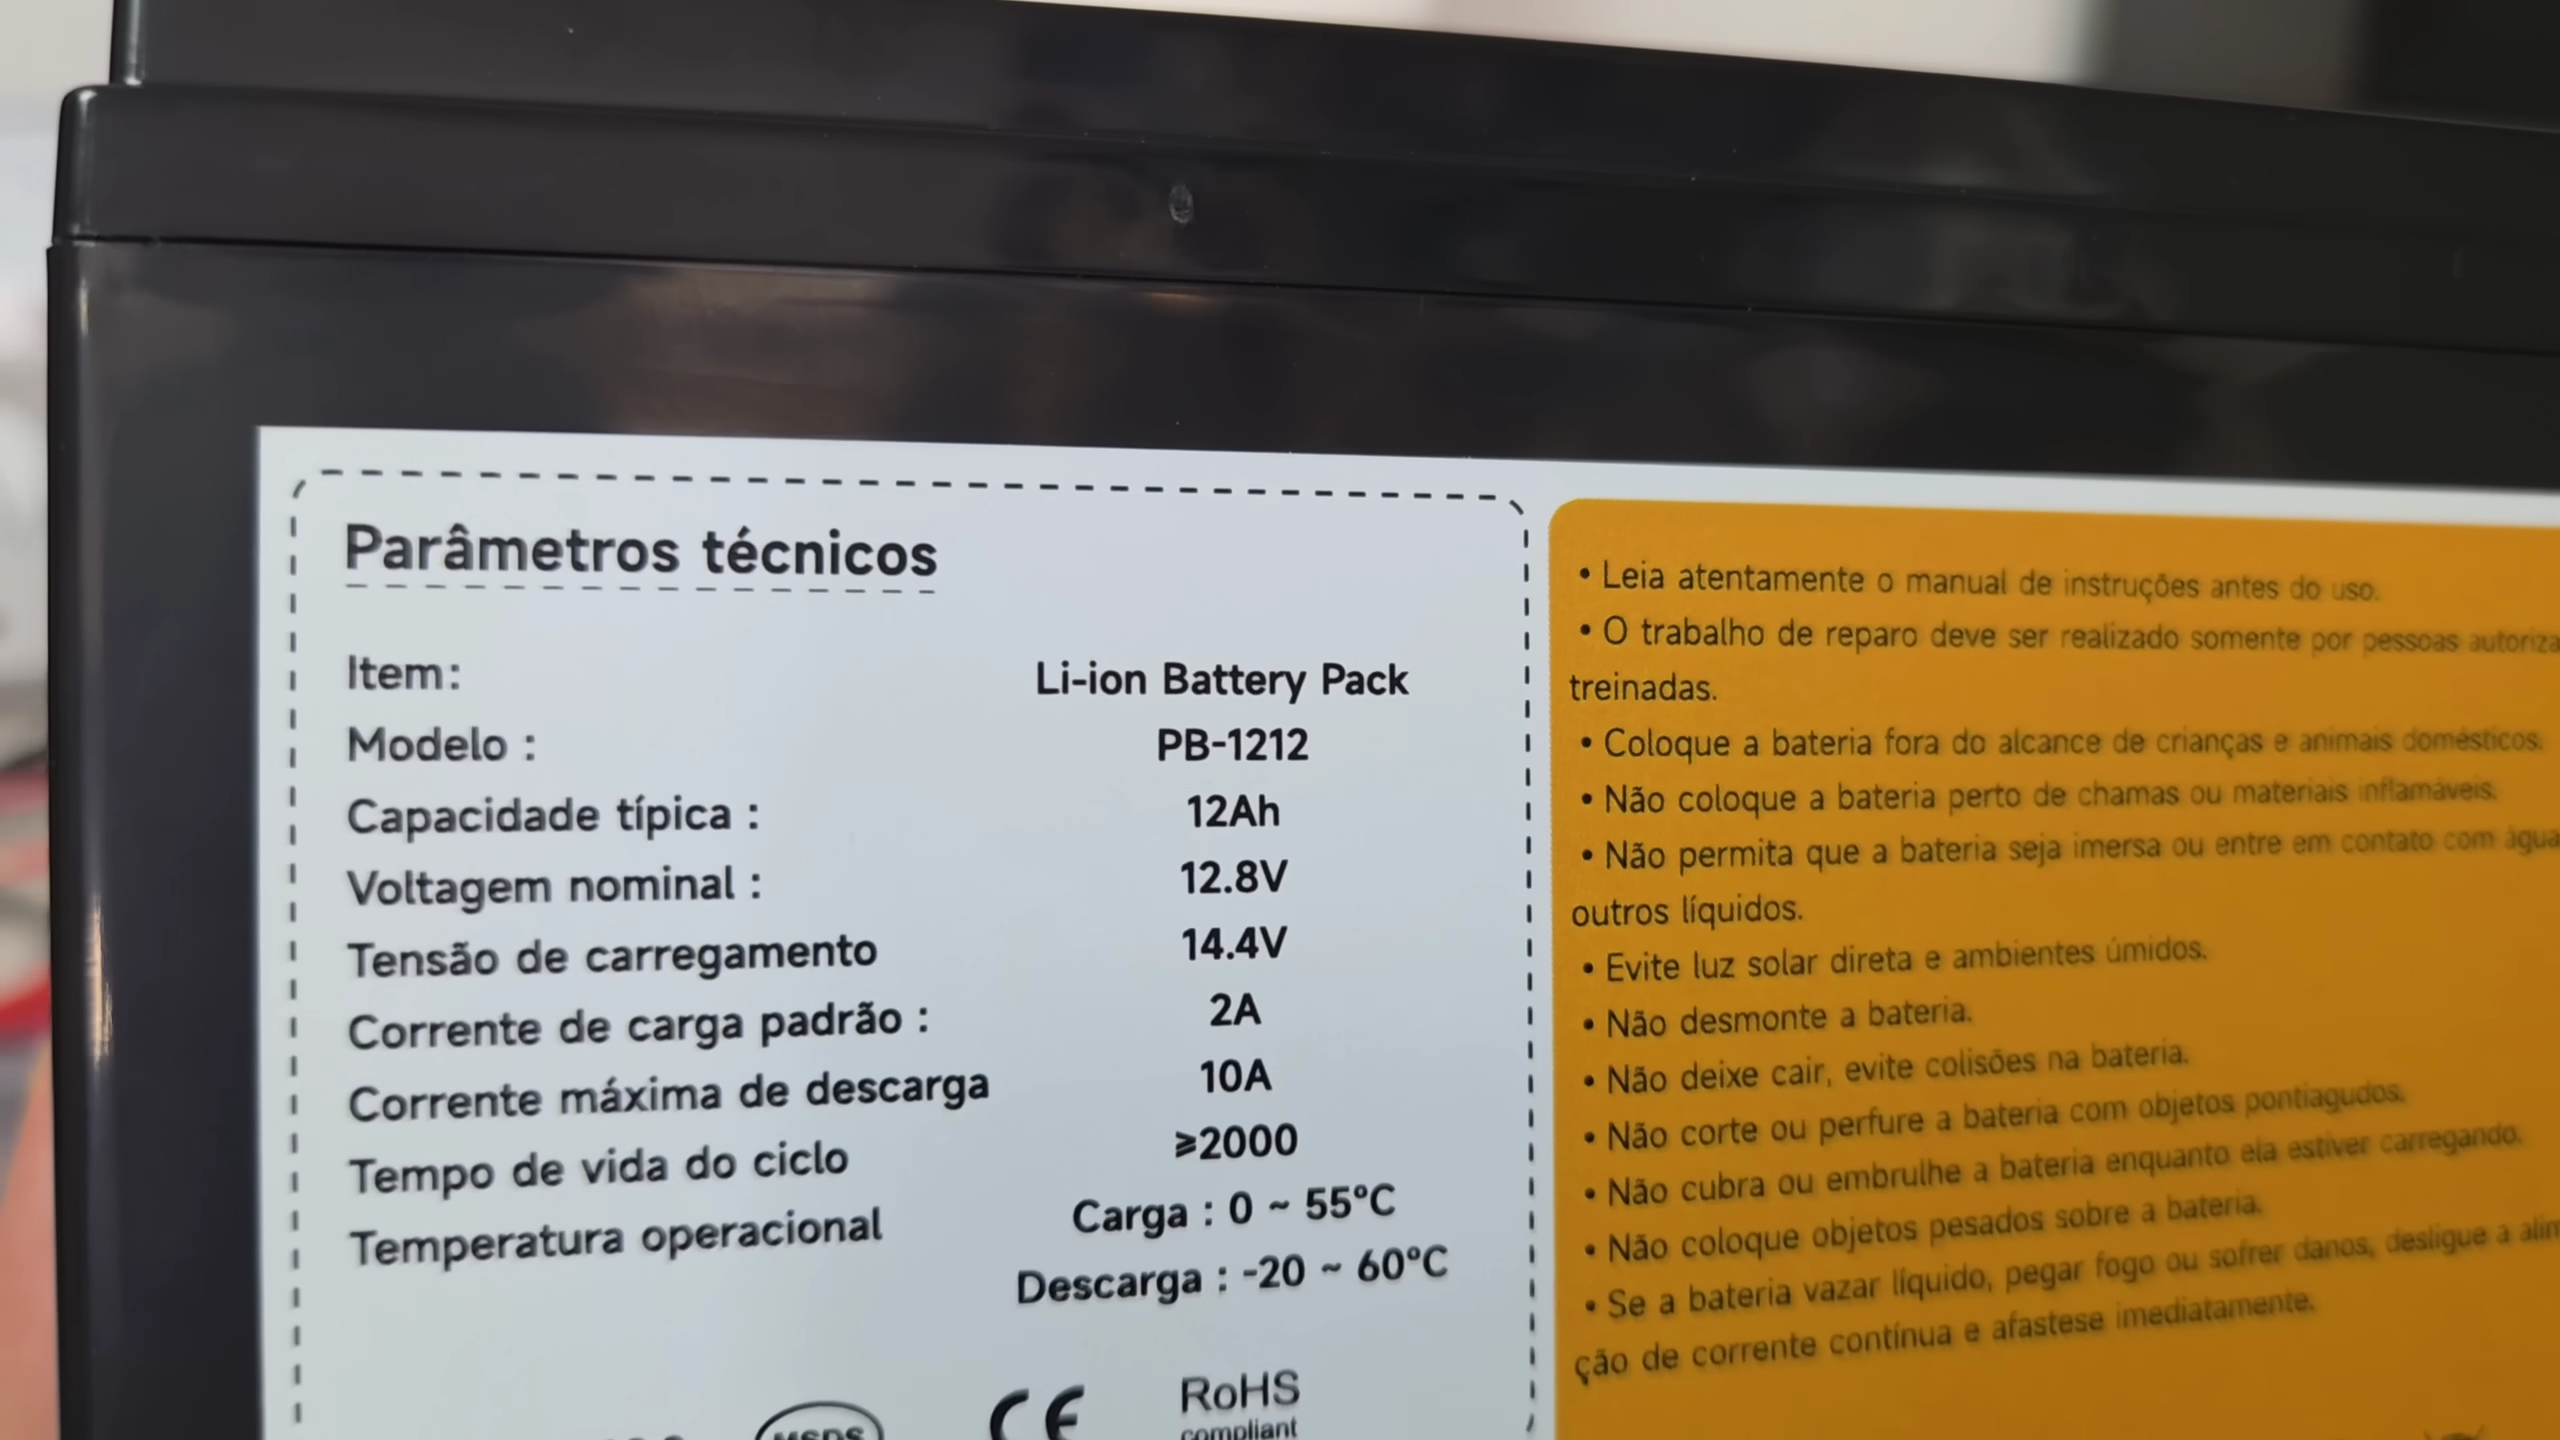 Parâmetros técnicos
Item: Li-ion Battery Pack
Modelo : PB-1212
Capacidade típica : 12Ah
Voltagem nominal : 12.8V
Tensão de carregamento 14.4V
Corrente de carga padrão : 2A
Corrente máxima de descarga 10A
Tempo de vida do ciclo ≥2000
Temperatura operacional Carga : 0 ~ 55°C
Descarga : -20 ~ 60°C
MSDS CE RoHS
compliant
• Leia atentamente o manual de instruções antes do uso.
• O trabalho de reparo deve ser realizado somente por pessoas
treinadas.
• Coloque a bateria fora do alcance de crianças e animais domésticos.
• Não coloque a bateria perto de chamas ou materiais inflamáveis.
• Não permita que a bateria seja imersa ou entre em contato com água
outros líquidos.
• Evite luz solar direta e ambientes úmidos.
• Não desmonte a bateria.
• Não deixe cair, evite colisões na bateria.
• Não corte ou perfure a bateria com objetos pontiagudos.
• Não cubra ou embrulhe a bateria enquanto ela estiver carregando.
• Não coloque objetos pesados sobre a bateria.
• Se a bateria vazar líquido, pegar fogo ou sofrer danos, desligue a
ção de corrente contínua e afastese imediatamente.